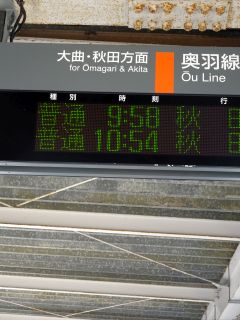 大曲・秋田方面 奥羽線
for Ōmagari & Akita Ōu Line
種別 時刻 行
普通 9:58 秋
普通 10:54 秋